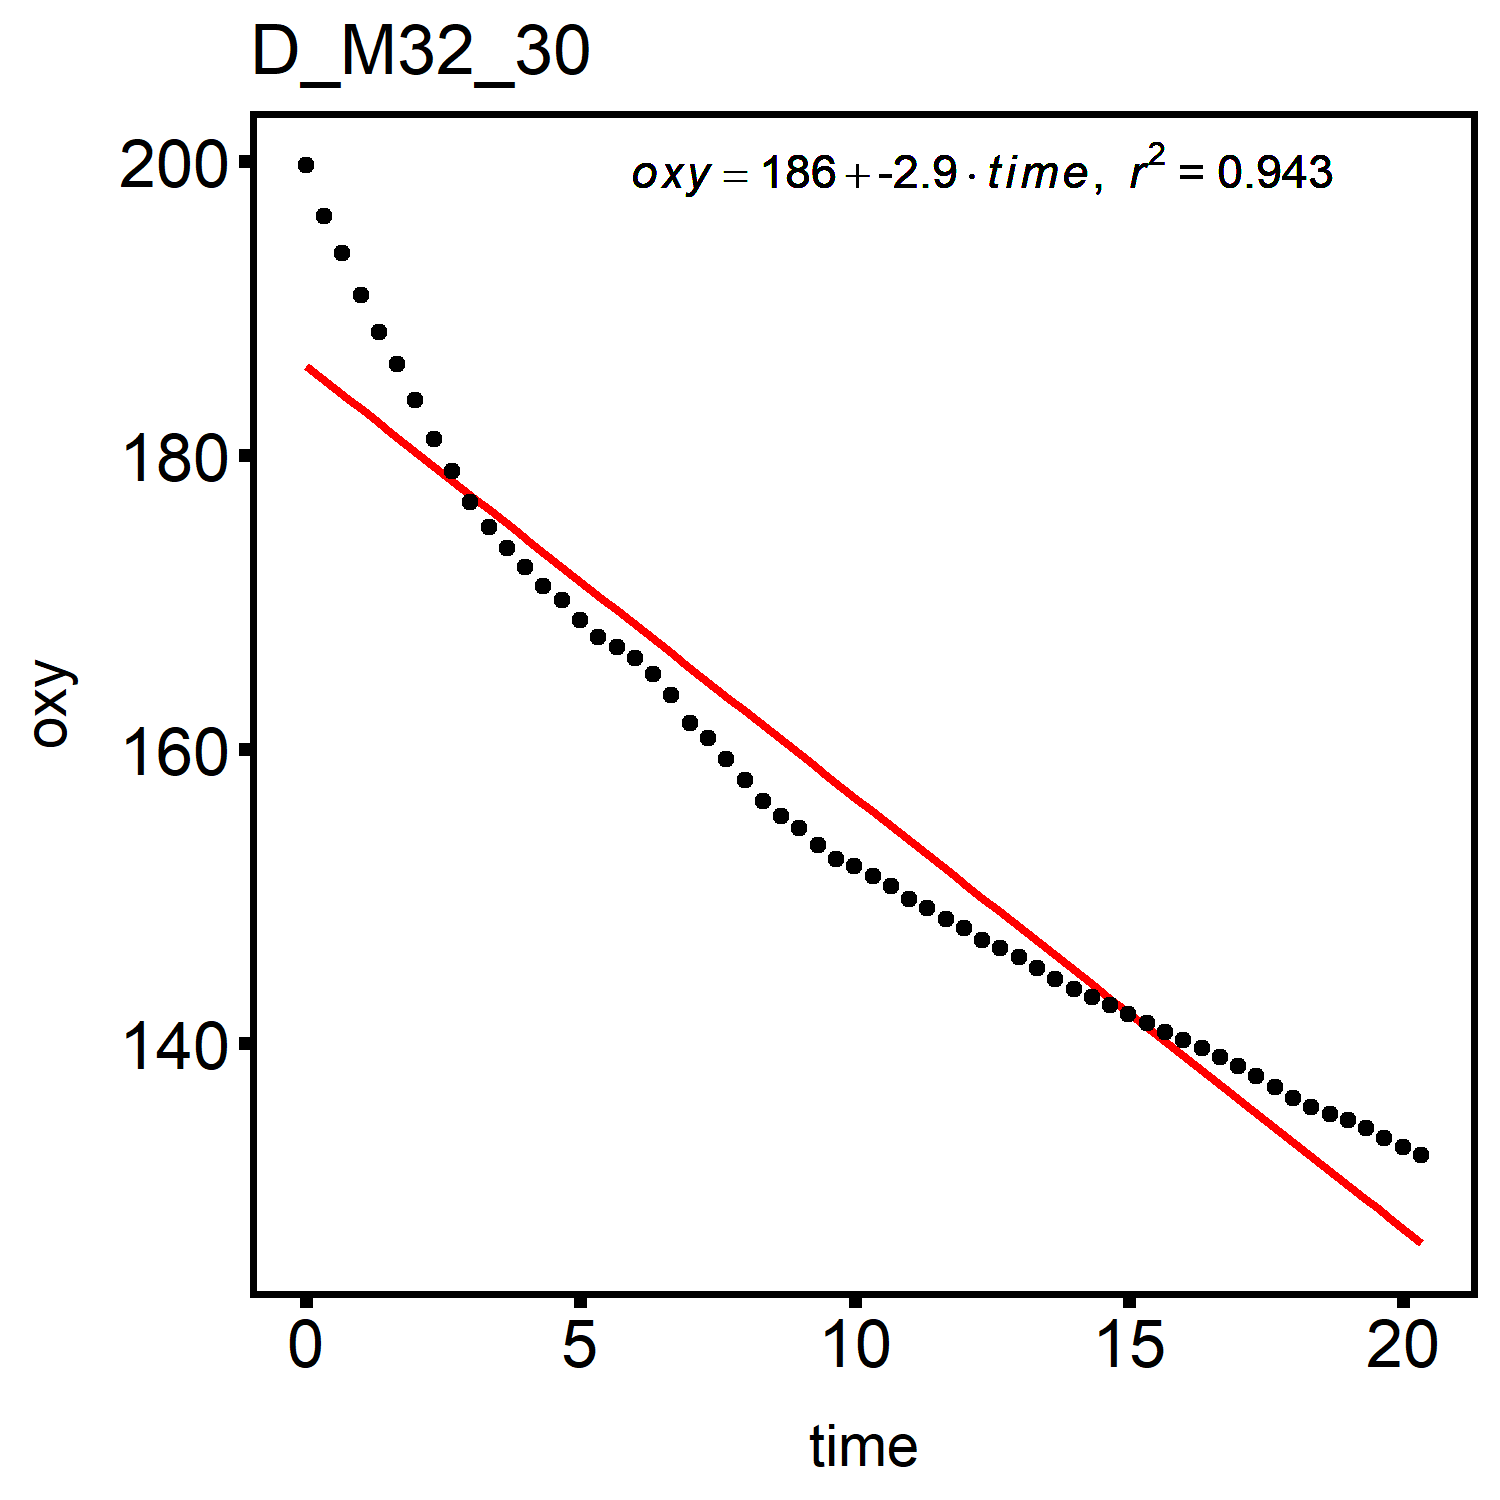 D_M32_30
oxy = 186 + -2.9 · time, r² = 0.943
200
180
160
140
oxy
0 5 10 15 20
time